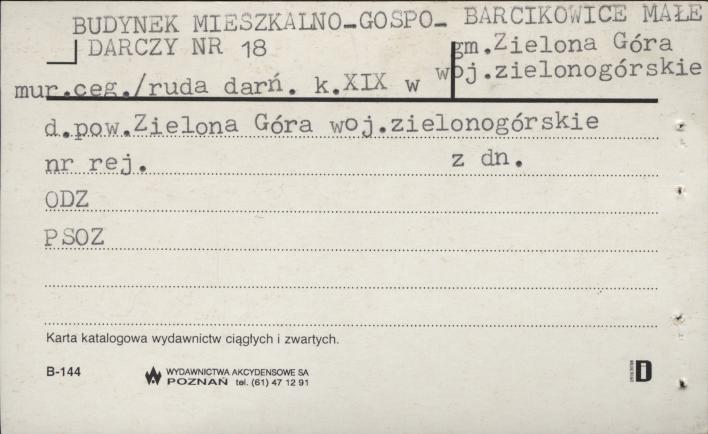 BUDYNEK MIESZKALNO-GOSPO- BARCIKOWICE MAŁE
DARCZY NR 18 gm.Zielona Góra
woj.zielonogórskie
mur.ceg./ruda darń. k.XIX w
d.pow.Zielona Góra woj.zielonogórskie
nr rej. z dn.
ODZ
PSOZ
Karta katalogowa wydawnictw ciągłych i zwartych.
B-144 WYDAWNICTWA AKCYDENSOWE SA
POZNAŃ tel. (61) 47 12 91